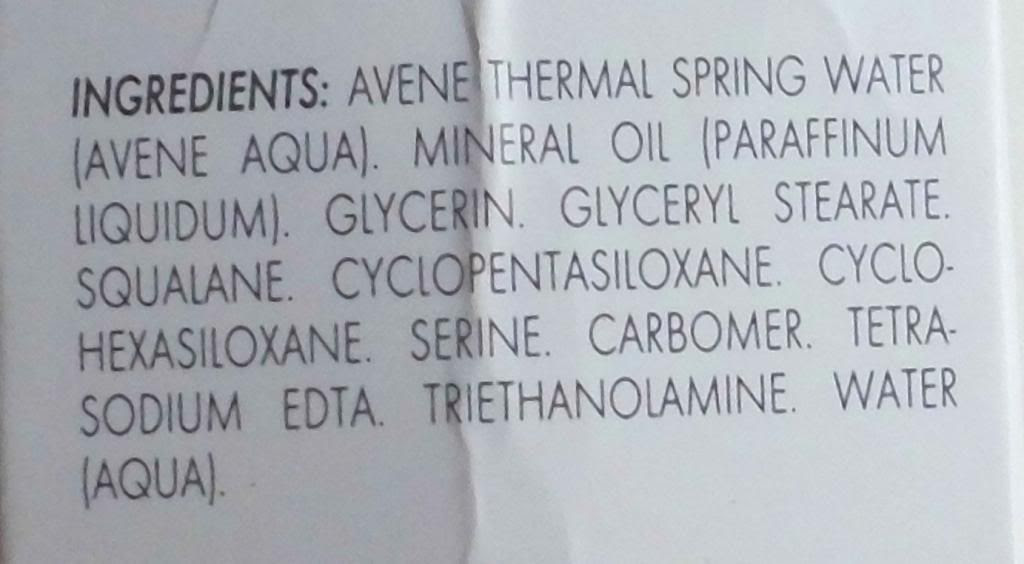 INGREDIENTS: AVENE THERMAL SPRING WATER
(AVENE AQUA). MINERAL OIL (PARAFFINUM
LIQUIDUM). GLYCERIN. GLYCERYL STEARATE.
SQUALANE. CYCLOPENTASILOXANE. CYCLO-
HEXASILOXANE. SERINE. CARBOMER. TETRA-
SODIUM EDTA. TRIETHANOLAMINE. WATER
(AQUA).